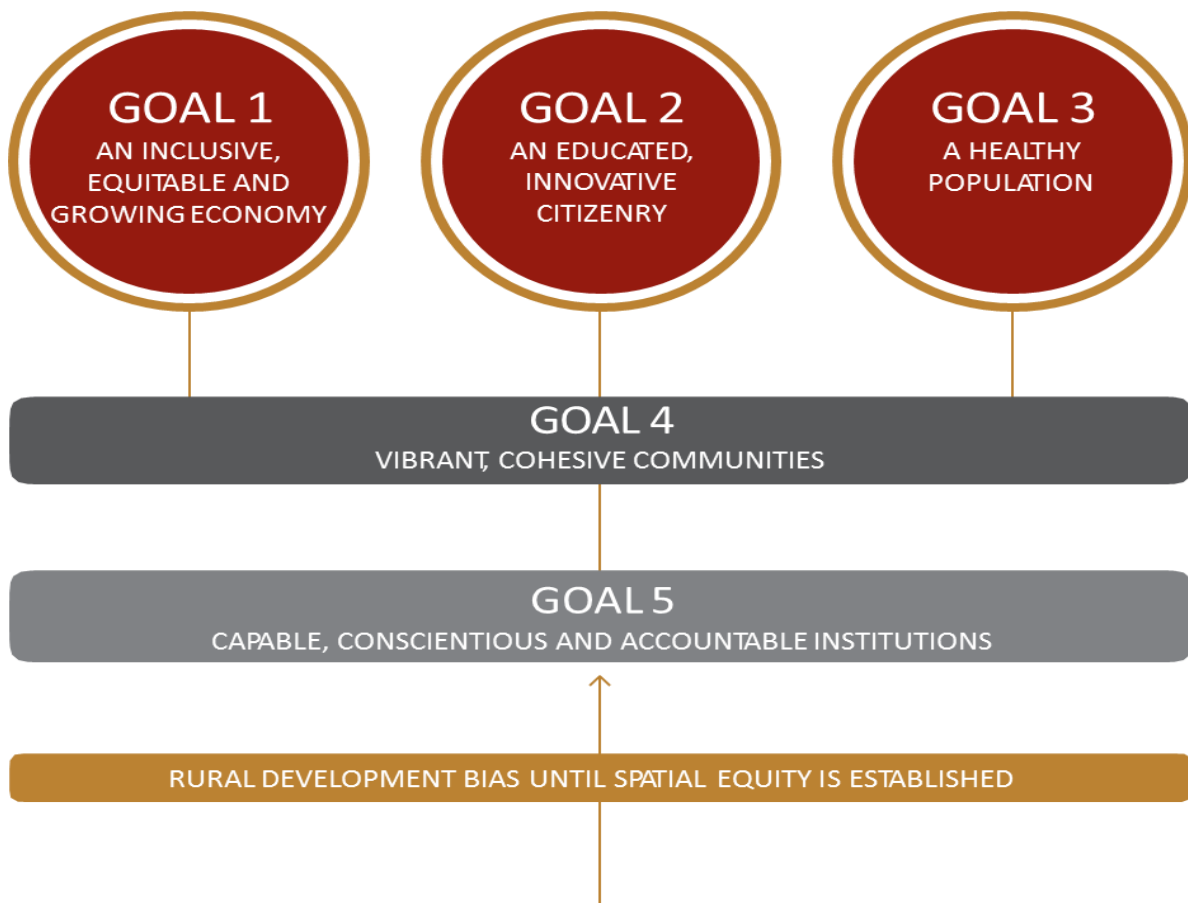 GOAL 1
AN INCLUSIVE,
EQUITABLE AND
GROWING ECONOMY
GOAL 2
AN EDUCATED,
INNOVATIVE
CITIZENRY
GOAL 3
A HEALTHY
POPULATION
GOAL 4
VIBRANT, COHESIVE COMMUNITIES
GOAL 5
CAPABLE, CONSCIENTIOUS AND ACCOUNTABLE INSTITUTIONS
RURAL DEVELOPMENT BIAS UNTIL SPATIAL EQUITY IS ESTABLISHED